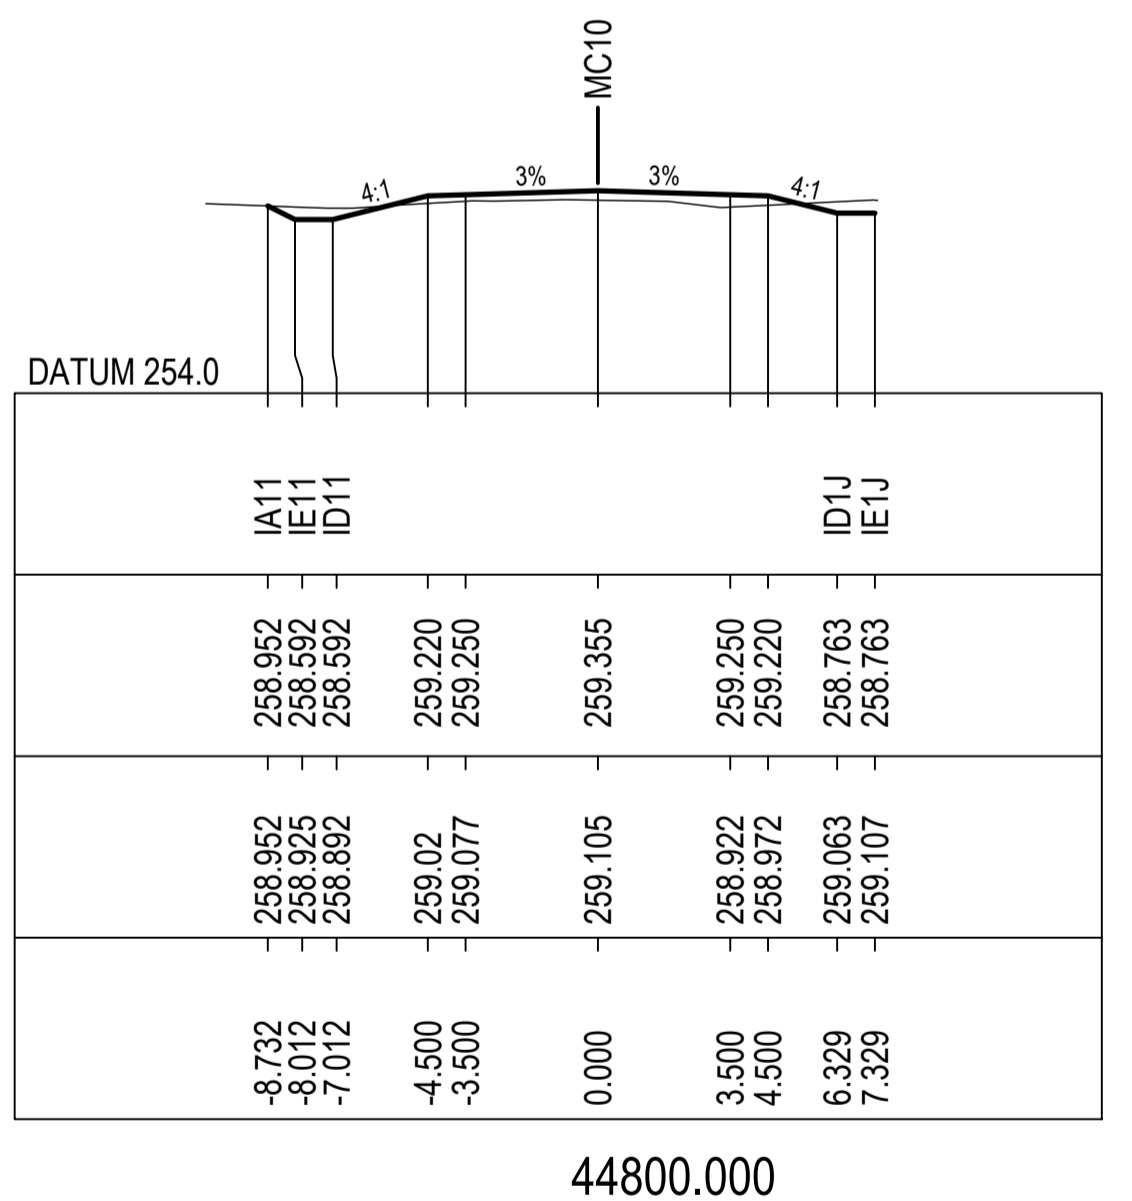 MC10
4:1
3%
3%
4:1
DATUM 254.0
IA11 IE11 ID11 ID1J IE1J
258.952 258.592 258.592 259.220 259.250 259.355 259.250 259.220 258.763 258.763
258.952 258.925 258.892 259.02 259.077 259.105 258.922 258.972 259.063 259.107
-8.732 -8.012 -7.012 -4.500 -3.500 0.000 3.500 4.500 6.329 7.329
44800.000